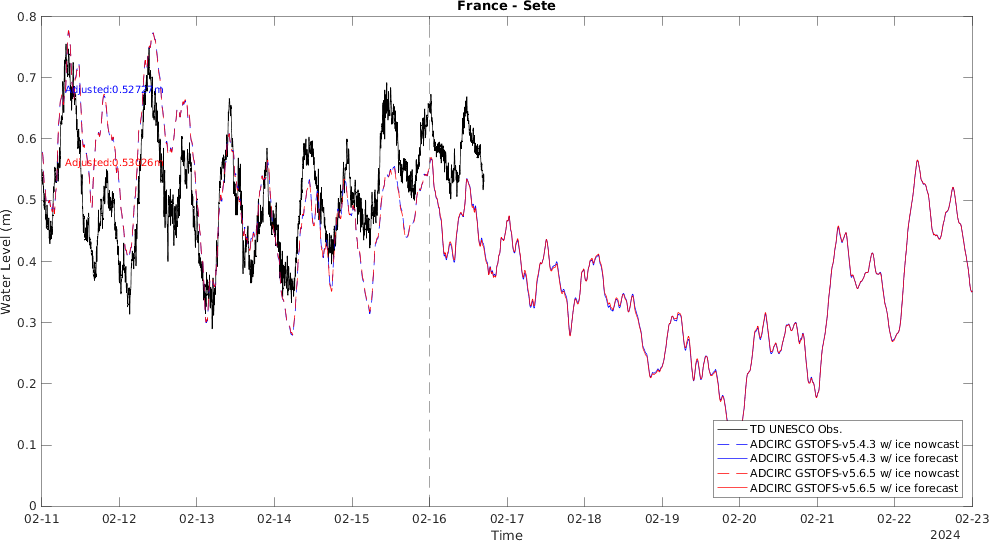 France - Sete
0.8
0.7
0.6
0.5
0.4
0.3
0.2
0.1
0
Water Level (m)
Adjusted:0.52727m
Adjusted:0.53026m
TD UNESCO Obs.
ADCIRC GSTOFS-v5.4.3 w/ ice nowcast
ADCIRC GSTOFS-v5.4.3 w/ ice forecast
ADCIRC GSTOFS-v5.6.5 w/ ice nowcast
ADCIRC GSTOFS-v5.6.5 w/ ice forecast
02-11 02-12 02-13 02-14 02-15 02-16 02-17 02-18 02-19 02-20 02-21 02-22 02-23
Time
2024